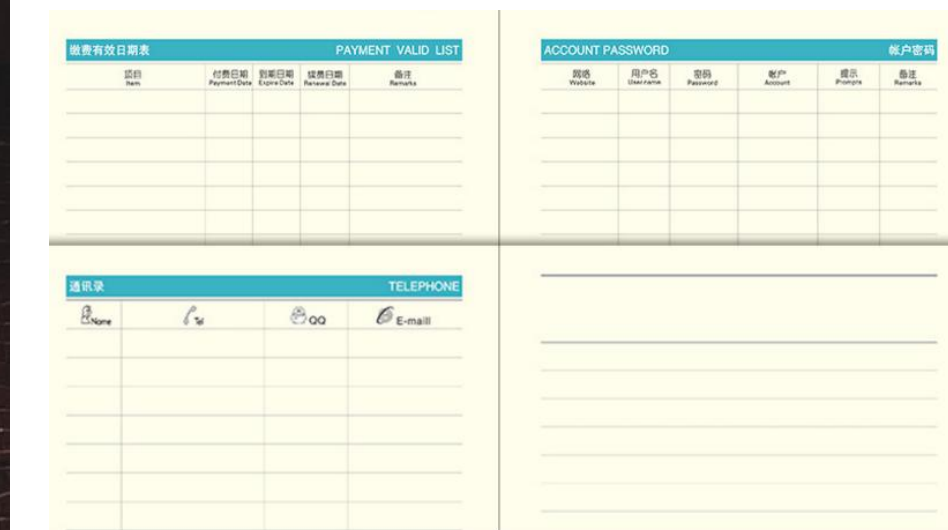 缴费有效日期表 PAYMENT VALID LIST
项目 付费日期 到期日期 续费日期 备注
Item Payment Date Expire Date Renewal Date Remarks
ACCOUNT PASSWORD 帐户密码
网络 用户名 密码 帐户 提示 备注
Website Username Password Account Prompts Remarks
通讯录 TELEPHONE
Name Tel QQ E-maill